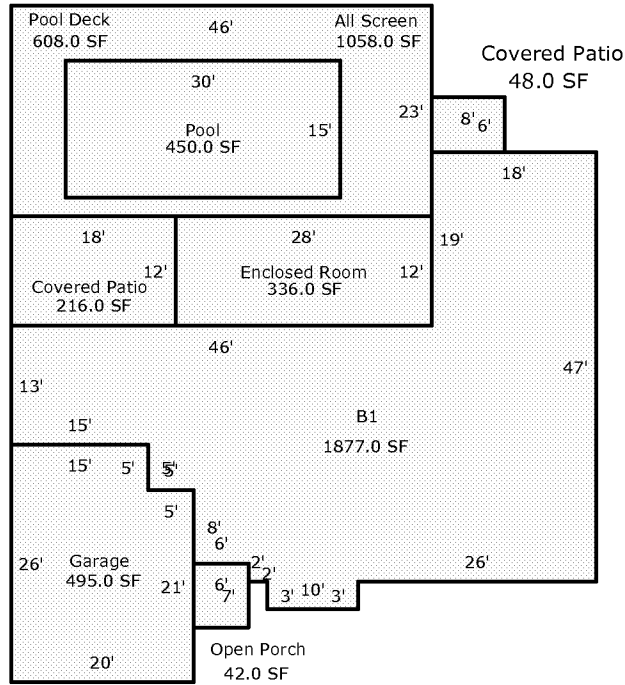 Pool Deck
608.0 SF
46'
All Screen
1058.0 SF
Covered Patio
48.0 SF
30'
23'
8'
6'
Pool
450.0 SF
15'
18'
18'
28'
19'
12'
12'
Covered Patio
216.0 SF
Enclosed Room
336.0 SF
46'
47'
13'
B1
1877.0 SF
15'
15'
5'
5'
5'
5'
8'
6'
Garage
495.0 SF
26'
21'
2'
2'
26'
6'
7'
3'
10'
3'
Open Porch
42.0 SF
20'